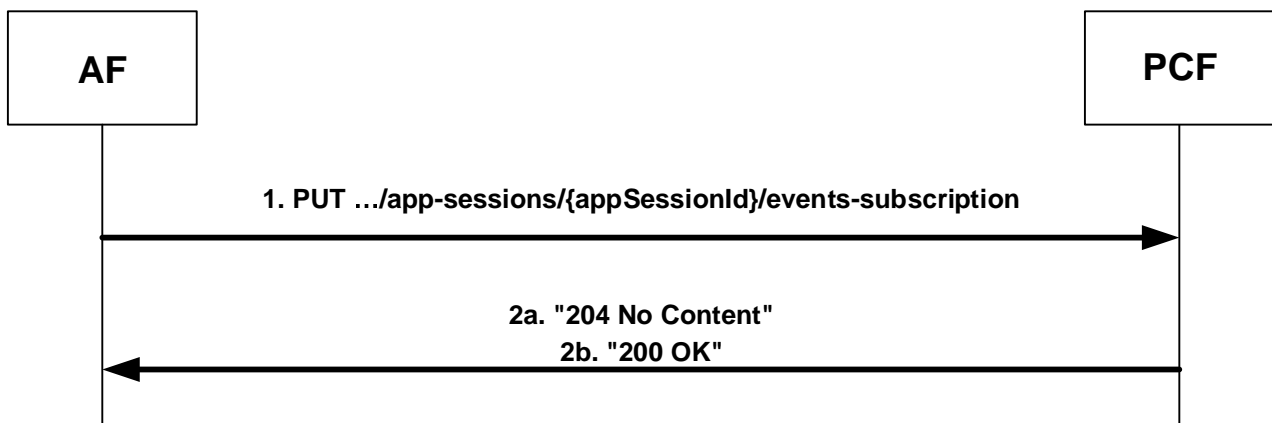 AF
PCF
1. PUT …/app-sessions/{appSessionId}/events-subscription
2a. "204 No Content"
2b. "200 OK"